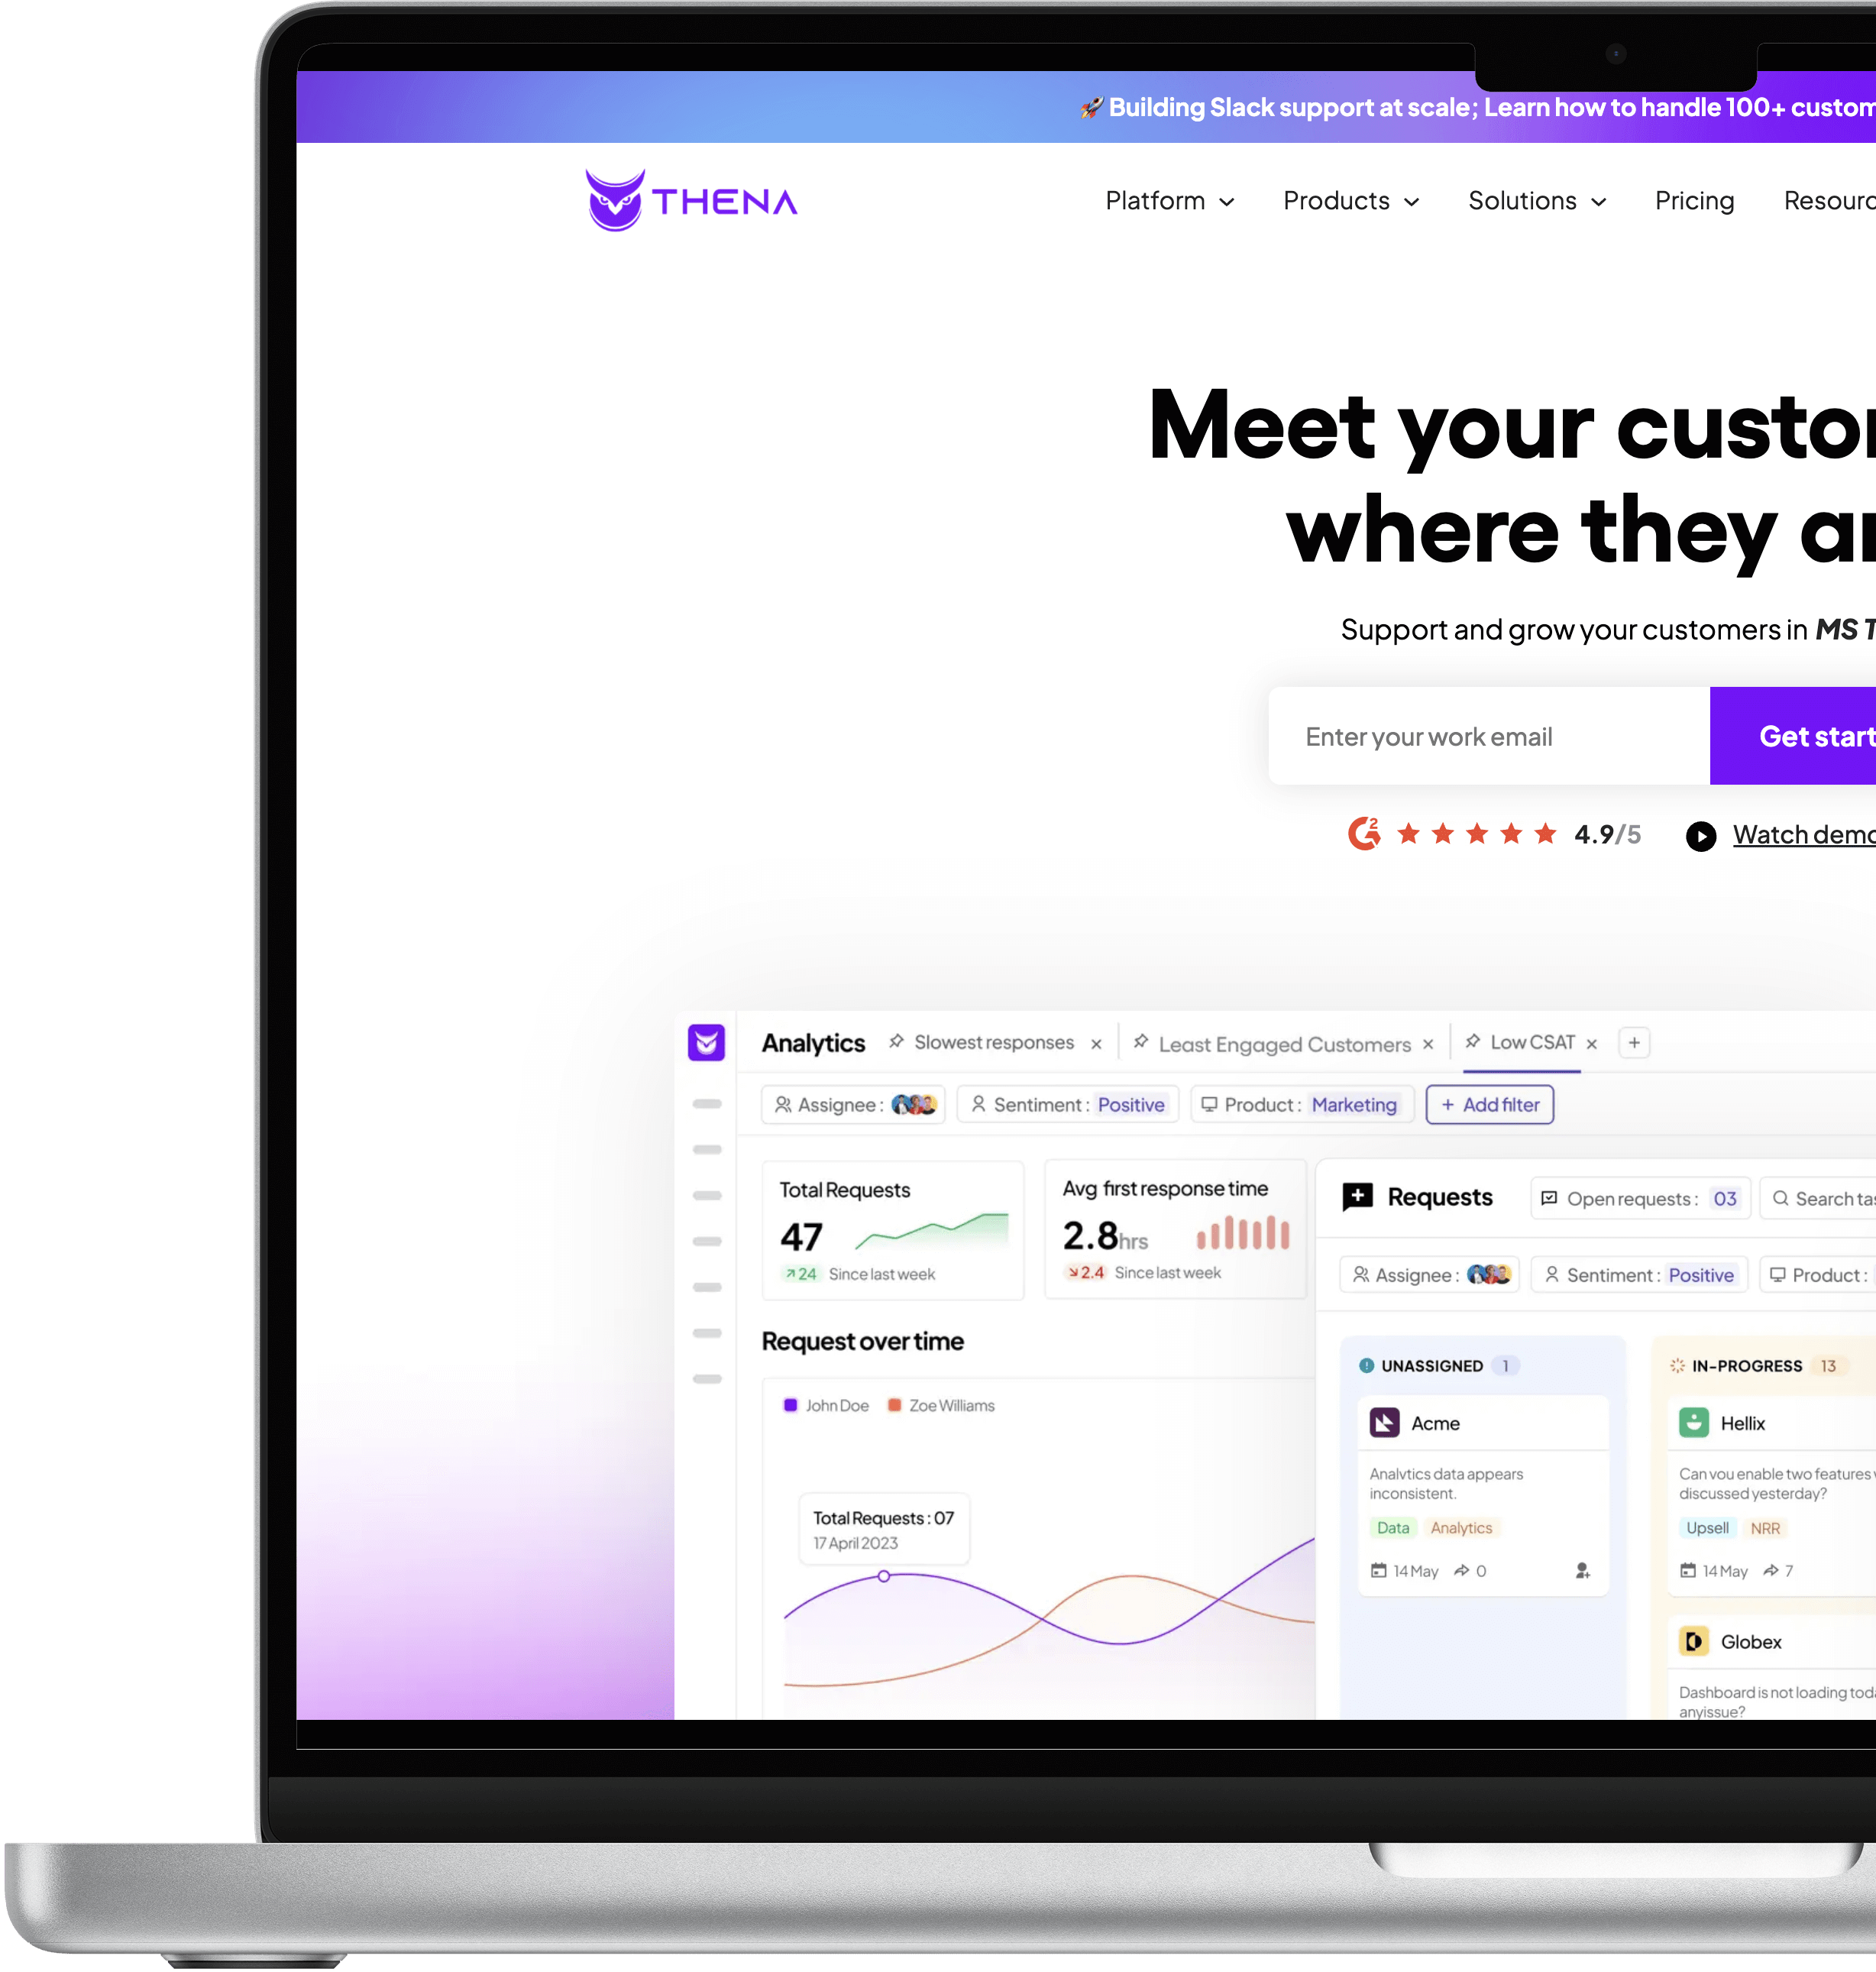 🚀 Building Slack support at scale; Learn how to handle 100+ custom
THENA
Platform
Products
Solutions
Pricing
Resourc
Meet your custo
where they a
Support and grow your customers in MS T
Enter your work email
Get start
G2
4.9/5
Watch demo
Analytics
Slowest responses ×
Least Engaged Customers ×
Low CSAT ×
+
Assignee :
Sentiment : Positive
Product : Marketing
+ Add filter
Total Requests
47
24 Since last week
Avg first response time
2.8hrs
2.4 Since last week
Request over time
John Doe
Zoe Williams
Total Requests : 07
17 April 2023
Requests
Open requests : 03
Search ta
Assignee :
Sentiment : Positive
Product :
UNASSIGNED 1
Acme
Analytics data appears
inconsistent.
Data
Analytics
14 May
0
IN-PROGRESS 13
Hellix
Can you enable two features
discussed yesterday?
Upsell
NRR
14 May
7
Globex
Dashboard is not loading tod
anyissue?